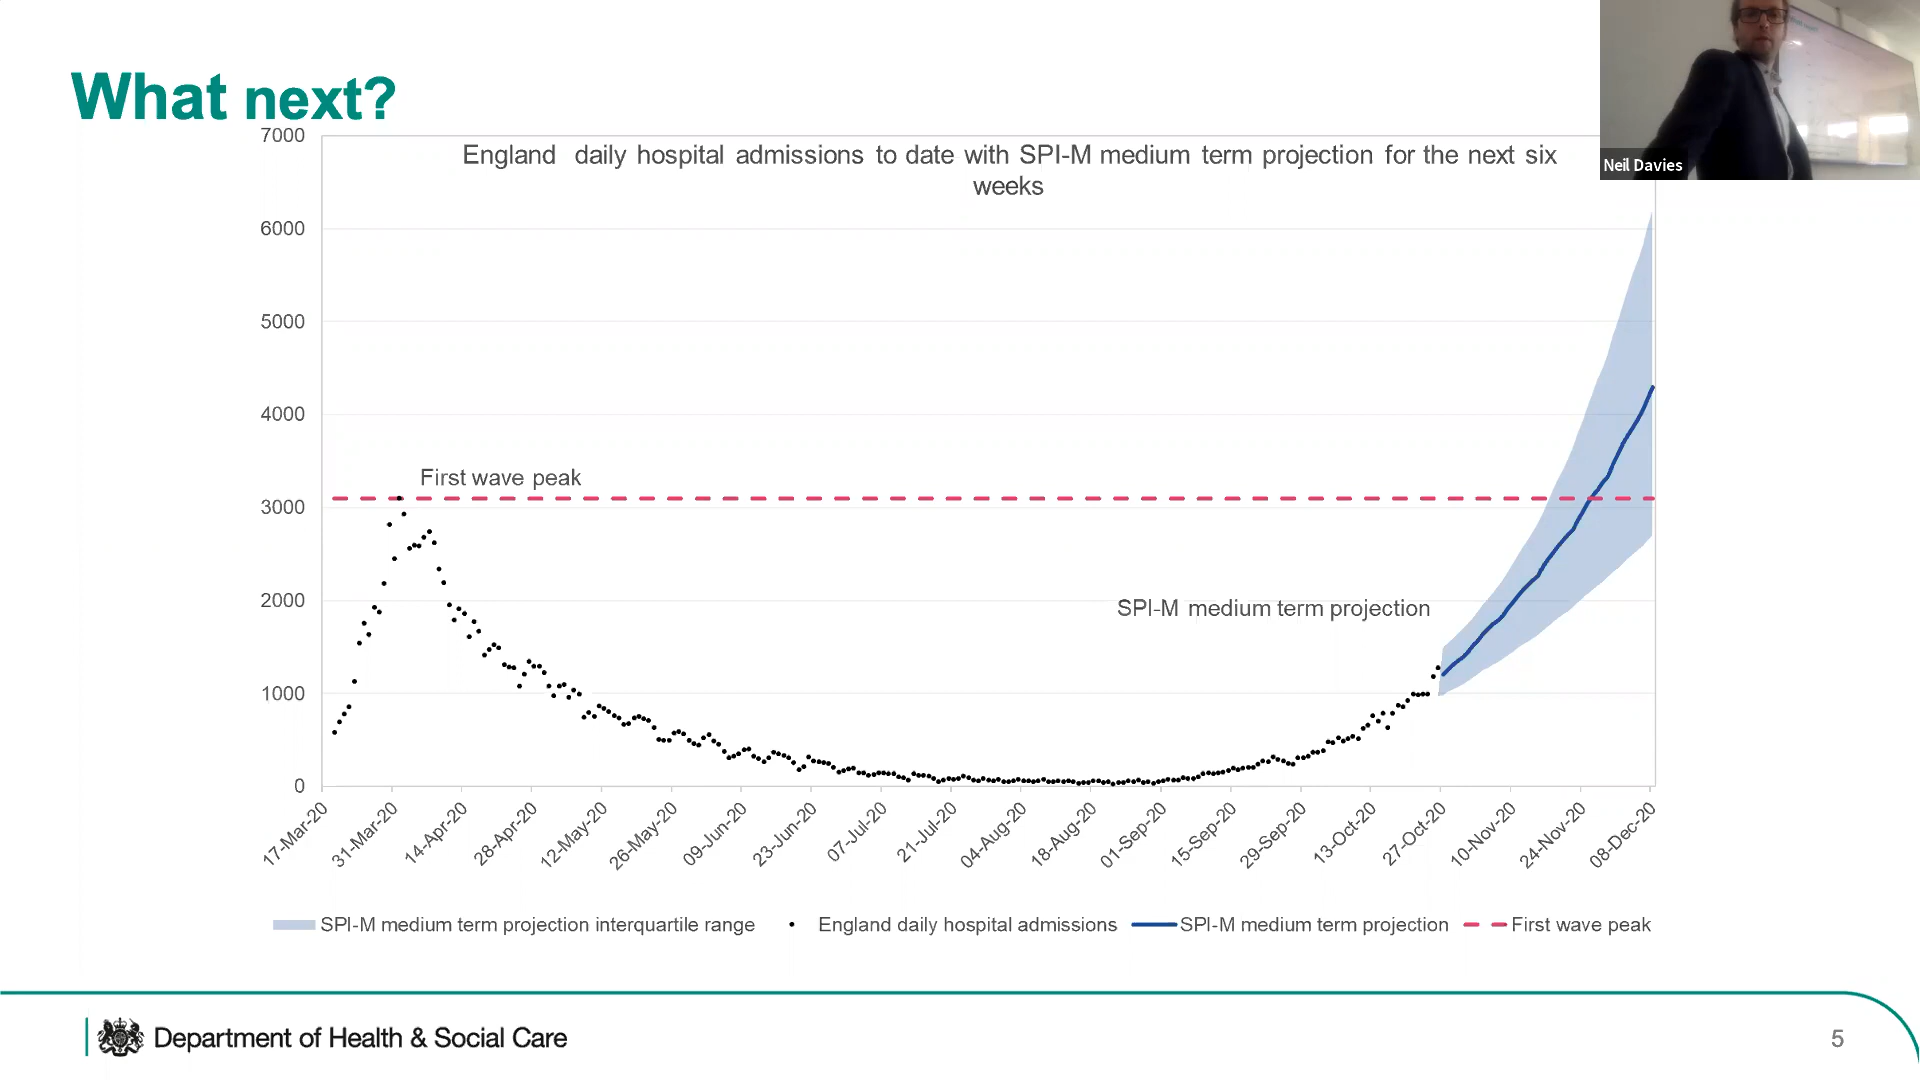 What next?
Neil Davies
England daily hospital admissions to date with SPI-M medium term projection for the next six
weeks
7000
6000
5000
4000
3000
2000
1000
0
First wave peak
SPI-M medium term projection
17-Mar-20
31-Mar-20
14-Apr-20
28-Apr-20
12-May-20
26-May-20
09-Jun-20
23-Jun-20
07-Jul-20
21-Jul-20
04-Aug-20
18-Aug-20
01-Sep-20
15-Sep-20
29-Sep-20
13-Oct-20
27-Oct-20
10-Nov-20
24-Nov-20
08-Dec-20
SPI-M medium term projection interquartile range
England daily hospital admissions
SPI-M medium term projection
First wave peak
Department of Health & Social Care
5